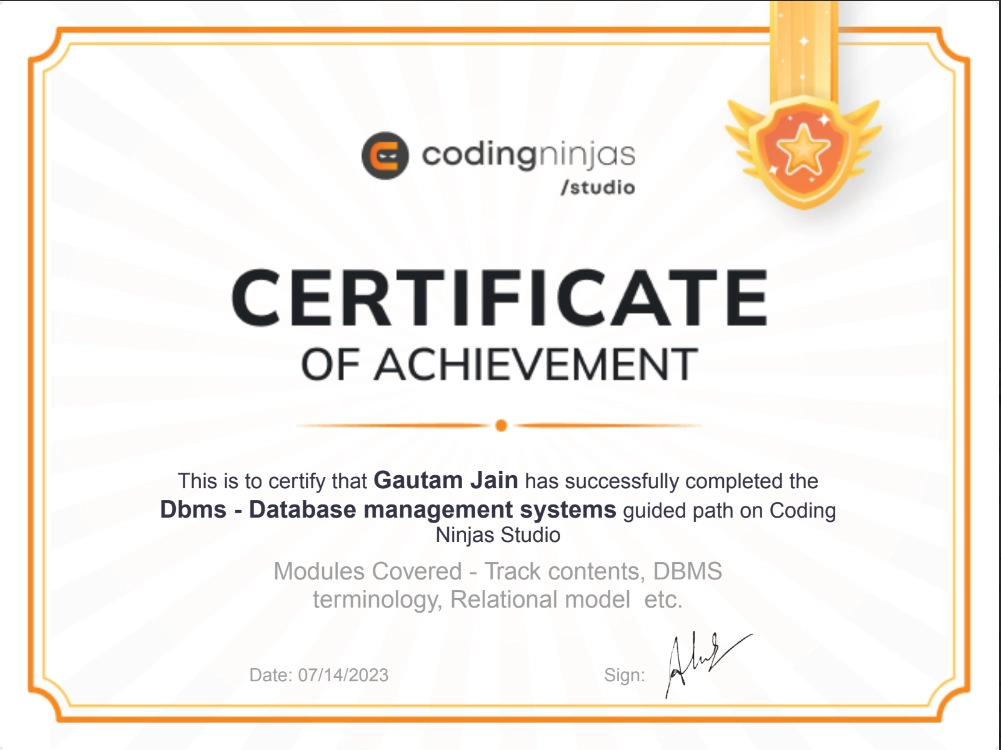 codingninjas
/studio
CERTIFICATE
OF ACHIEVEMENT
This is to certify that Gautam Jain has successfully completed the
Dbms - Database management systems guided path on Coding
Ninjas Studio
Modules Covered - Track contents, DBMS
terminology, Relational model  etc.
Date: 07/14/2023
Sign: